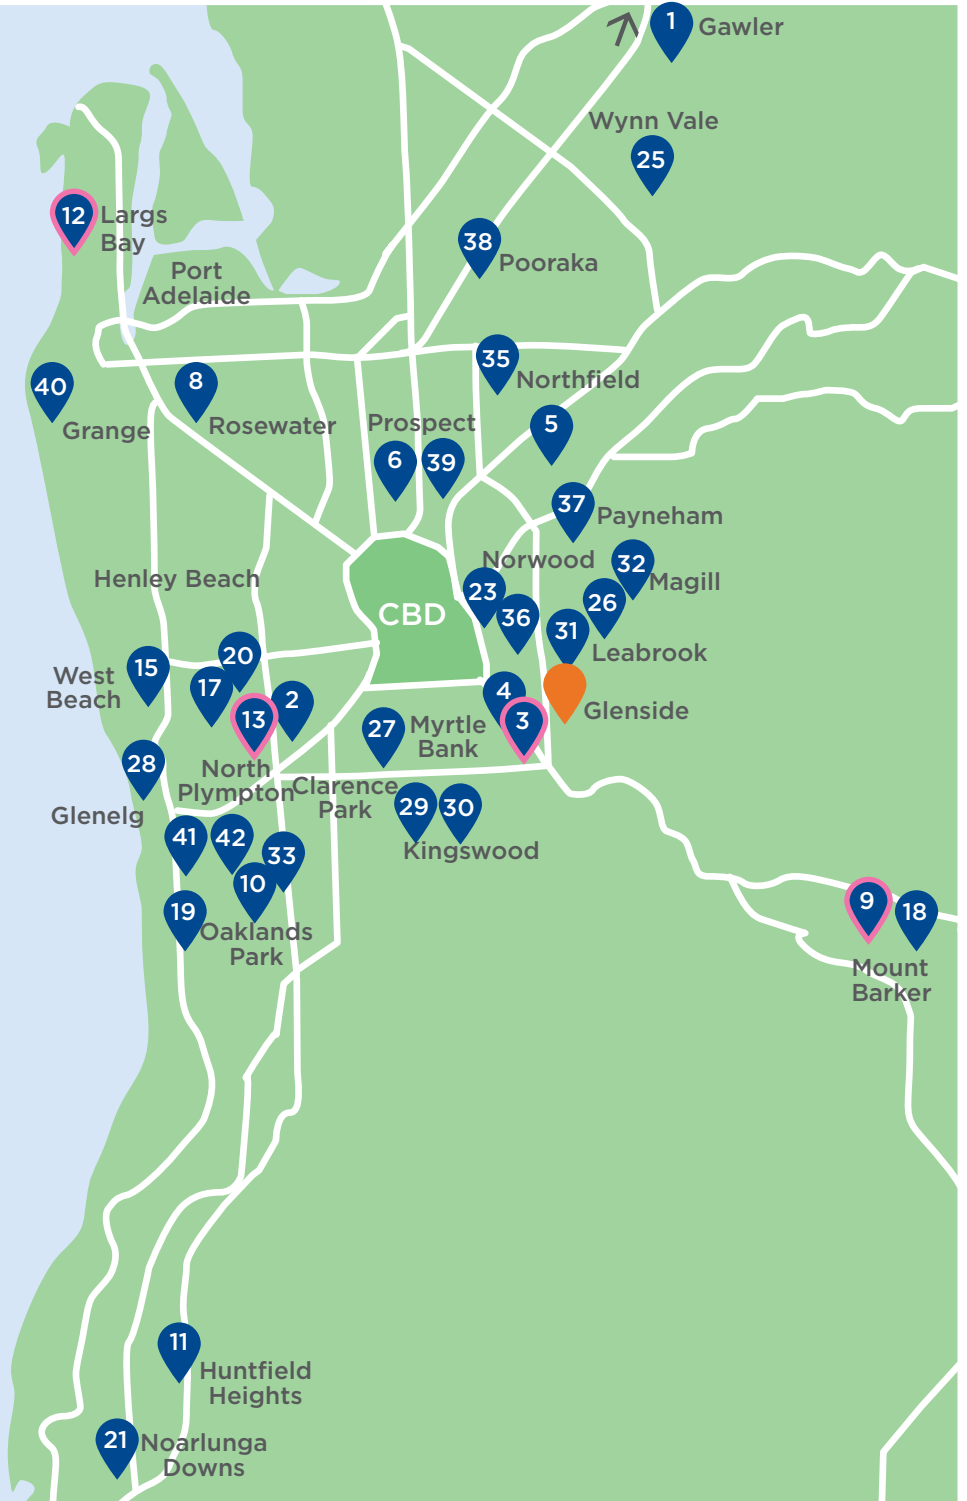 1
Gawler
Wynn Vale
25
12
Largs
Bay
38
Pooraka
Port
Adelaide
35
Northfield
40
Grange
8
Rosewater
Prospect
6
39
5
37
Payneham
Norwood
32
Magill
Henley Beach
CBD
23
36
26
31
Leabrook
West
Beach
15
20
17
13
2
North
Plympton
27
Clarence
Park
Myrtle
Bank
4
3
Glenside
28
Glenelg
29
30
Kingswood
41
42
33
10
19
Oaklands
Park
9
18
Mount
Barker
11
Huntfield
Heights
21
Noarlunga
Downs